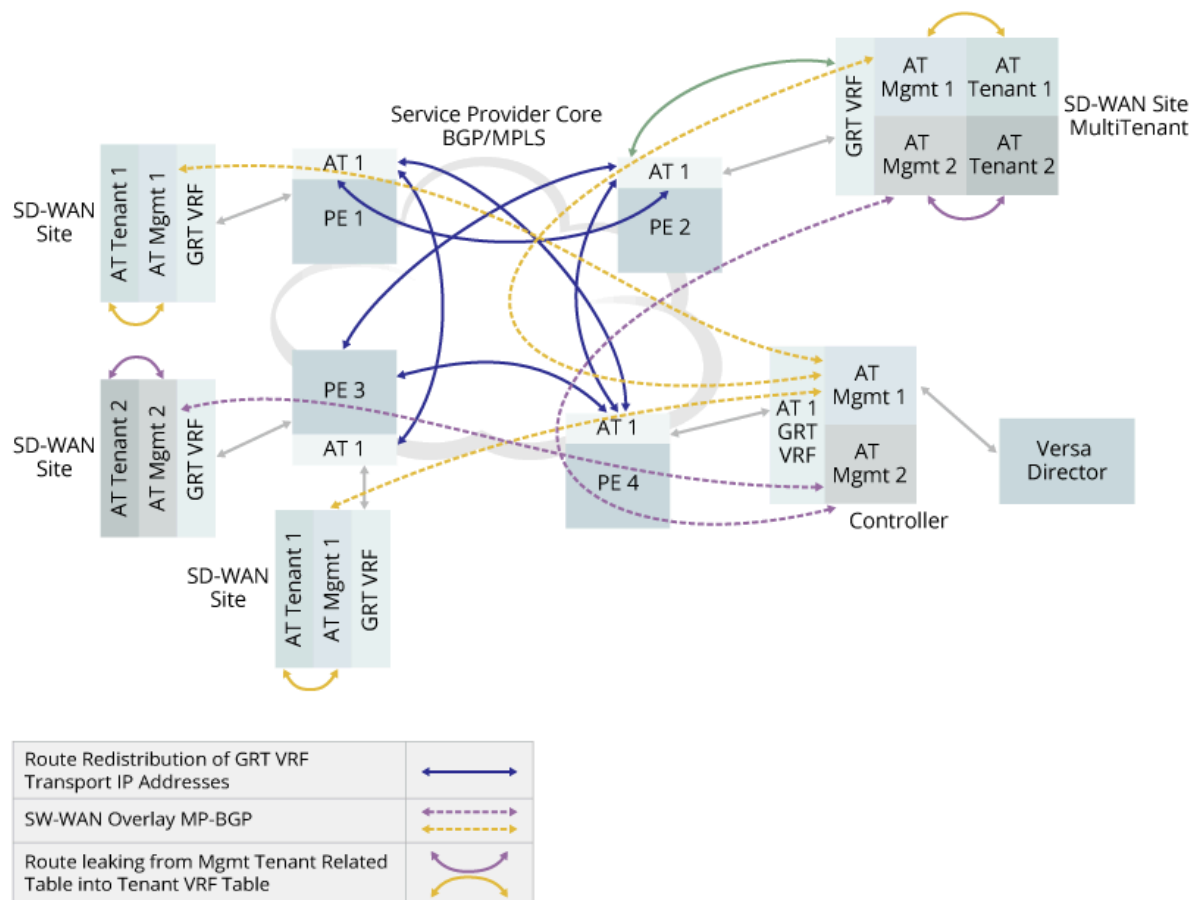 AT
Mgmt 1
AT
Tenant 1
GRT VRF
AT
Mgmt 2
AT
Tenant 2
SD-WAN Site
MultiTenant
Service Provider Core
BGP/MPLS
SD-WAN
Site
AT Tenant 1
AT Mgmt 1
GRT VRF
AT 1
PE 1
AT 1
PE 2
SD-WAN
Site
AT Tenant 2
AT Mgmt 2
GRT VRF
PE 3
AT 1
AT 1
PE 4
AT 1
GRT
VRF
AT
Mgmt 1
AT
Mgmt 2
Controller
Versa
Director
SD-WAN
Site
AT Tenant 1
AT Mgmt 1
GRT VRF
Route Redistribution of GRT VRF
Transport IP Addresses
SW-WAN Overlay MP-BGP
Route leaking from Mgmt Tenant Related
Table into Tenant VRF Table